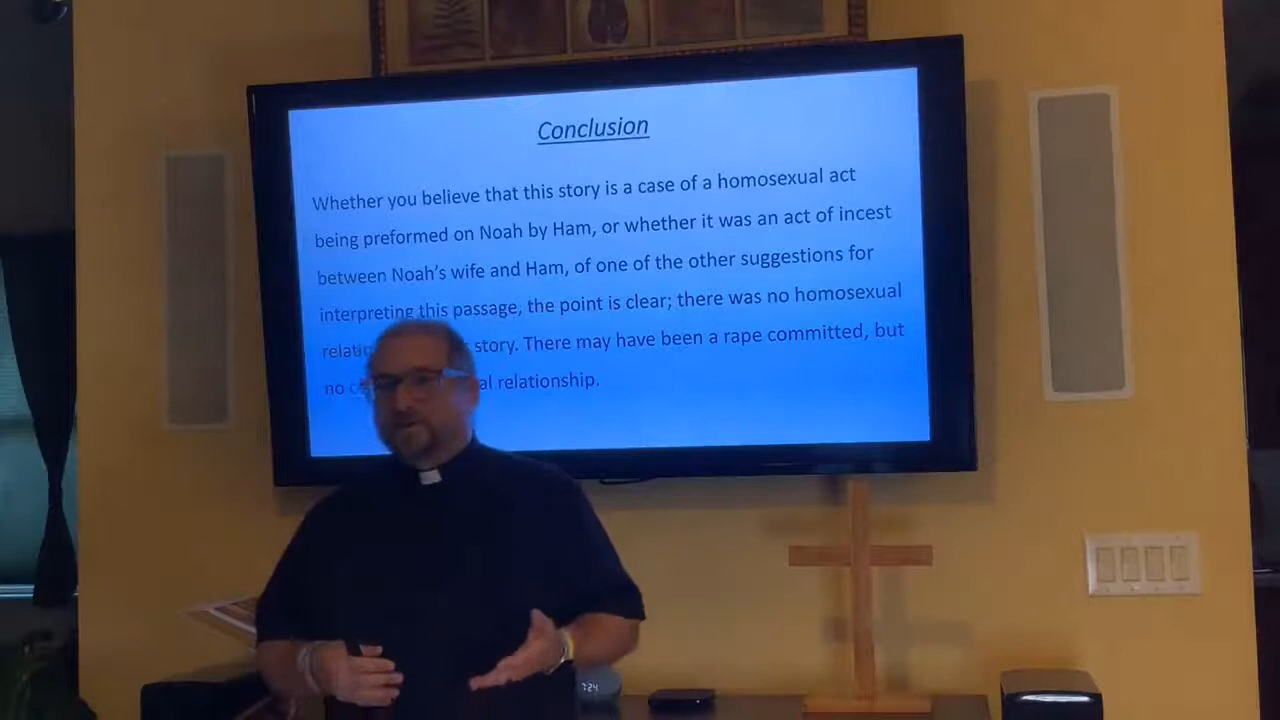 Conclusion
Whether you believe that this story is a case of a homosexual act
being preformed on Noah by Ham, or whether it was an act of incest
between Noah's wife and Ham, of one of the other suggestions for
interpreting this passage, the point is clear; there was no homosexual
story. There may have been a rape committed, but
no relationship.
7:24